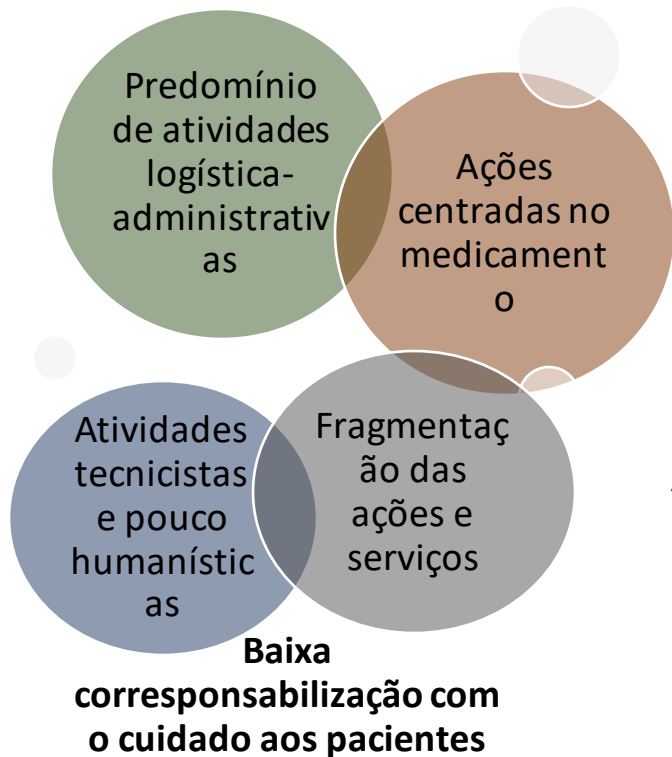 Predomínio
de atividades
logística-
administrativ
as
Ações
centradas no
medicament
o
Atividades
tecnicistas
e pouco
humanístic
as
Fragmentaç
ão das
ações e
serviços
Baixa
corresponsabilização com
o cuidado aos pacientes